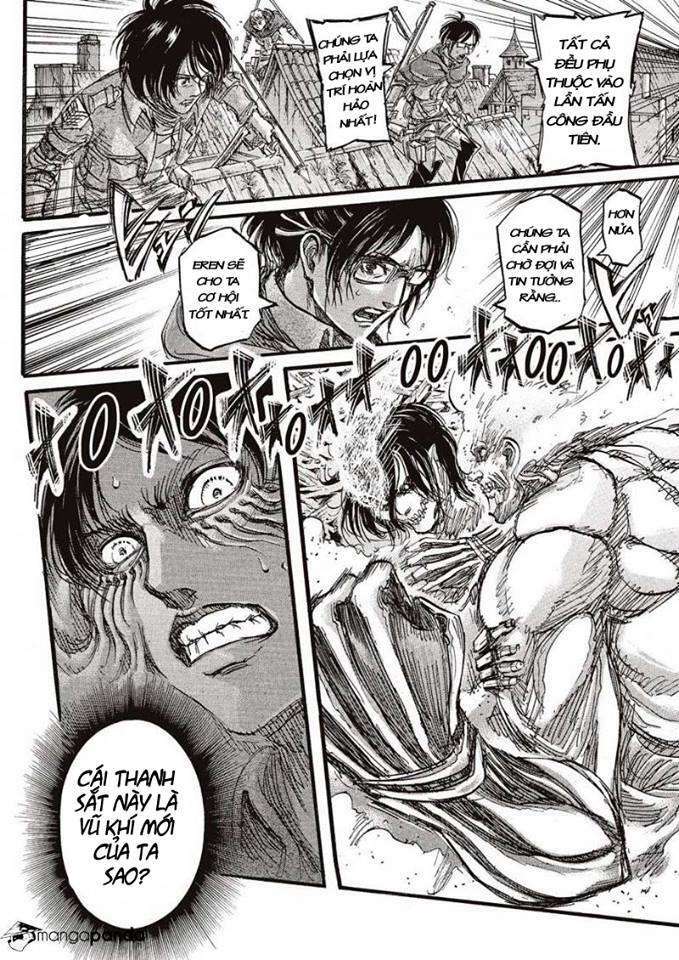 TẤT CẢ
ĐỀU PHỤ
THUỘC VÀO
LẦN TẤN
CÔNG ĐẦU
TIÊN.
CHÚNG TA
PHẢI LỰA
CHỌN VỊ
TRÍ HOÀN
HẢO NHẤT!
HƠN
NỮA
CHÚNG TA
CẦN PHẢI
CHỜ ĐỢI VÀ
TIN TƯỞNG
RẰNG..
EREN SẼ
CHO TA
CƠ HỘI
TỐT NHẤT.
CÁI THANH
SẮT NÀY LÀ
VŨ KHÍ MỚI
CỦA TA
SAO?
mangapanda